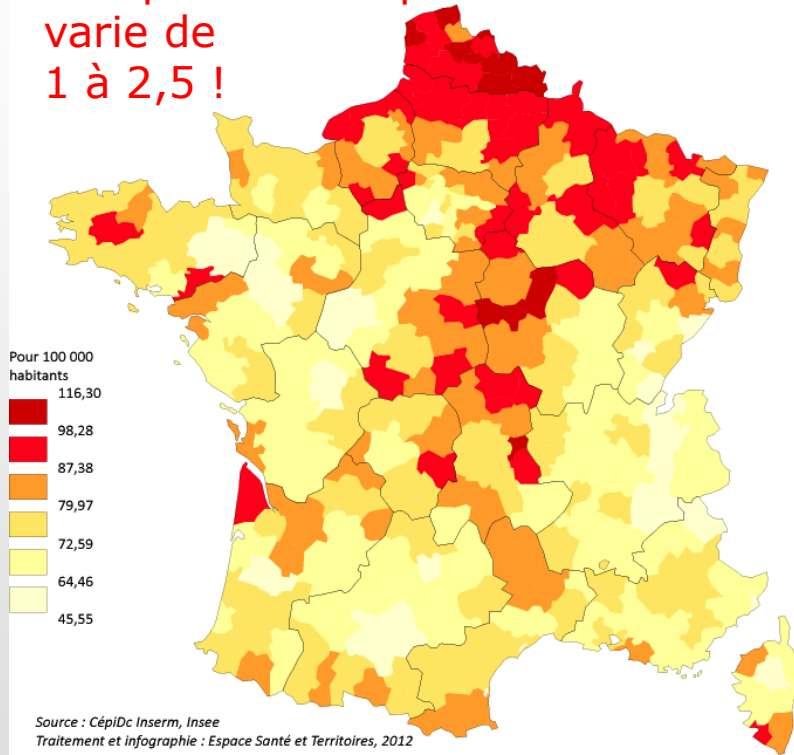 varie de
1 à 2,5 !
Pour 100 000
habitants
116,30
98,28
87,38
79,97
72,59
64,46
45,55
Source : CépiDc Inserm, Insee
Traitement et infographie : Espace Santé et Territoires, 2012